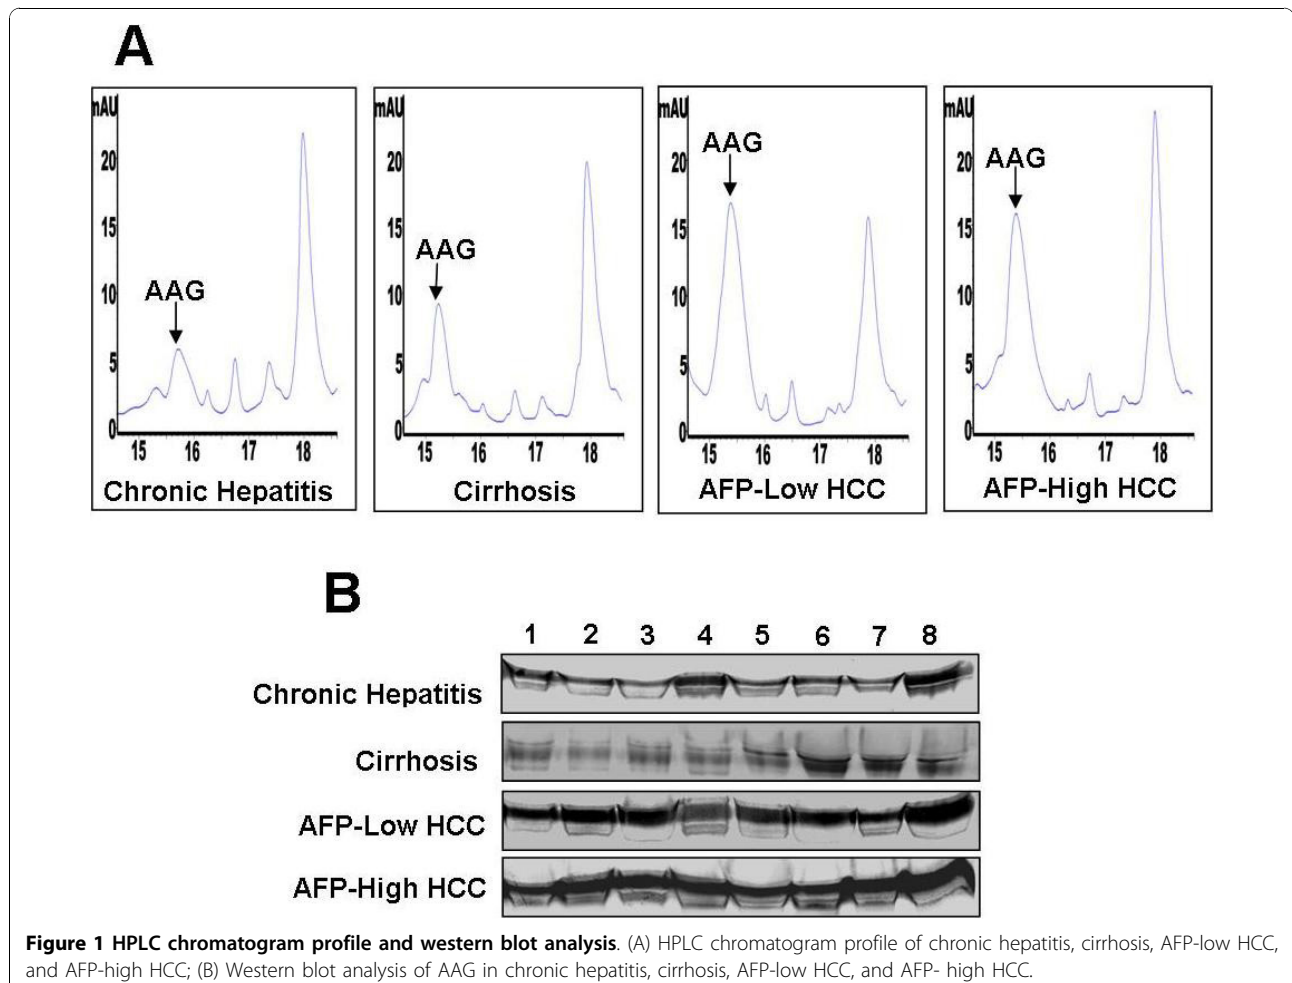 A
mAU mAU mAU mAU
20 20 20 20
15 15 15 15
10 10 10 10
5 5 5 5
0 0 0 0
AAG AAG AAG AAG
15 16 17 18 15 16 17 18 15 16 17 18 15 16 17 18
Chronic Hepatitis Cirrhosis AFP-Low HCC AFP-High HCC
B
1 2 3 4 5 6 7 8
Chronic Hepatitis
Cirrhosis
AFP-Low HCC
AFP-High HCC
Figure 1 HPLC chromatogram profile and western blot analysis. (A) HPLC chromatogram profile of chronic hepatitis, cirrhosis, AFP-low HCC,
and AFP-high HCC; (B) Western blot analysis of AAG in chronic hepatitis, cirrhosis, AFP-low HCC, and AFP- high HCC.